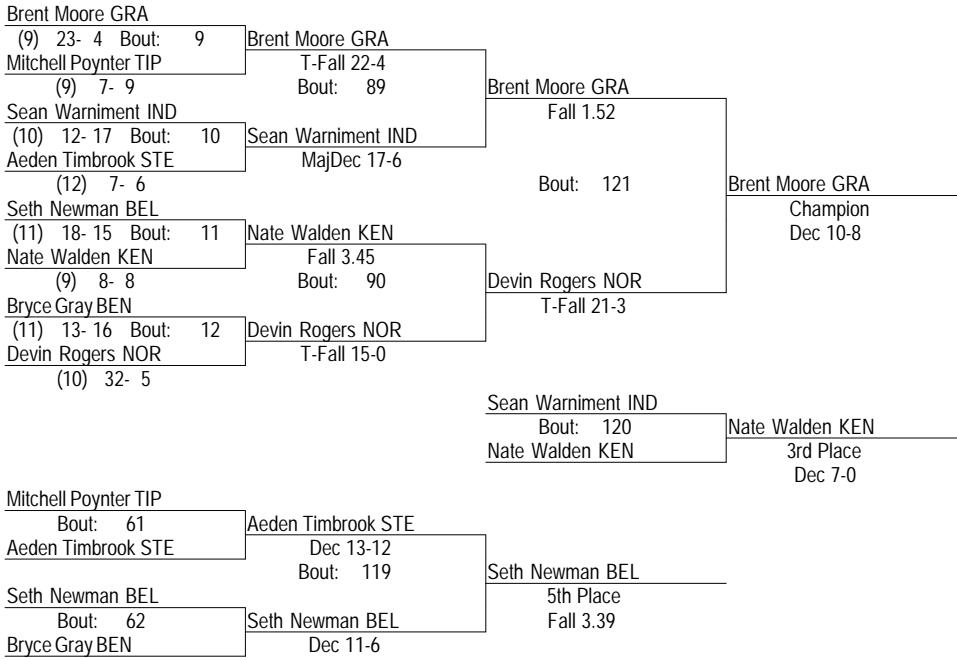 Brent Moore GRA
(9) 23- 4 Bout: 9 Brent Moore GRA
Mitchell Poynter TIP T-Fall 22-4
(9) 7- 9 Bout: 89 Brent Moore GRA
Sean Warniment IND Fall 1.52
(10) 12- 17 Bout: 10 Sean Warniment IND
Aeden Timbrook STE MajDec 17-6
(12) 7- 6 Bout: 121 Brent Moore GRA
Seth Newman BEL Champion
(11) 18- 15 Bout: 11 Nate Walden KEN Dec 10-8
Nate Walden KEN Fall 3.45
(9) 8- 8 Bout: 90 Devin Rogers NOR
Bryce Gray BEN T-Fall 21-3
(11) 13- 16 Bout: 12 Devin Rogers NOR
Devin Rogers NOR T-Fall 15-0
(10) 32- 5
Sean Warniment IND
Bout: 120 Nate Walden KEN
Nate Walden KEN 3rd Place
Dec 7-0
Mitchell Poynter TIP
Bout: 61 Aeden Timbrook STE
Aeden Timbrook STE Dec 13-12
Bout: 119 Seth Newman BEL
Seth Newman BEL 5th Place
Bout: 62 Seth Newman BEL Fall 3.39
Bryce Gray BEN Dec 11-6